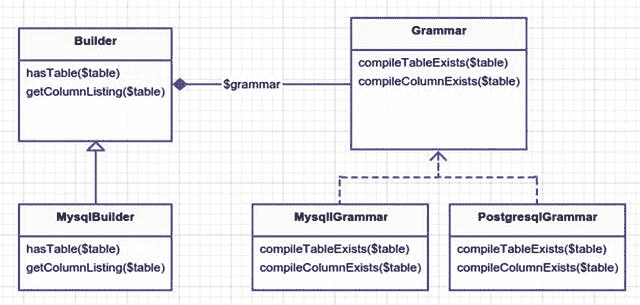 Builder
hasTable($table)
getColumnListing($table)
$grammar
Grammar
compileTableExists($table)
compileColumnExists($table)
MysqlBuilder
hasTable($table)
getColumnListing($table)
MysqllGrammar
compileTableExists($table)
compileColumnExists($table)
PostgresqlGrammar
compileTableExists($table)
compileColumnExists($table)